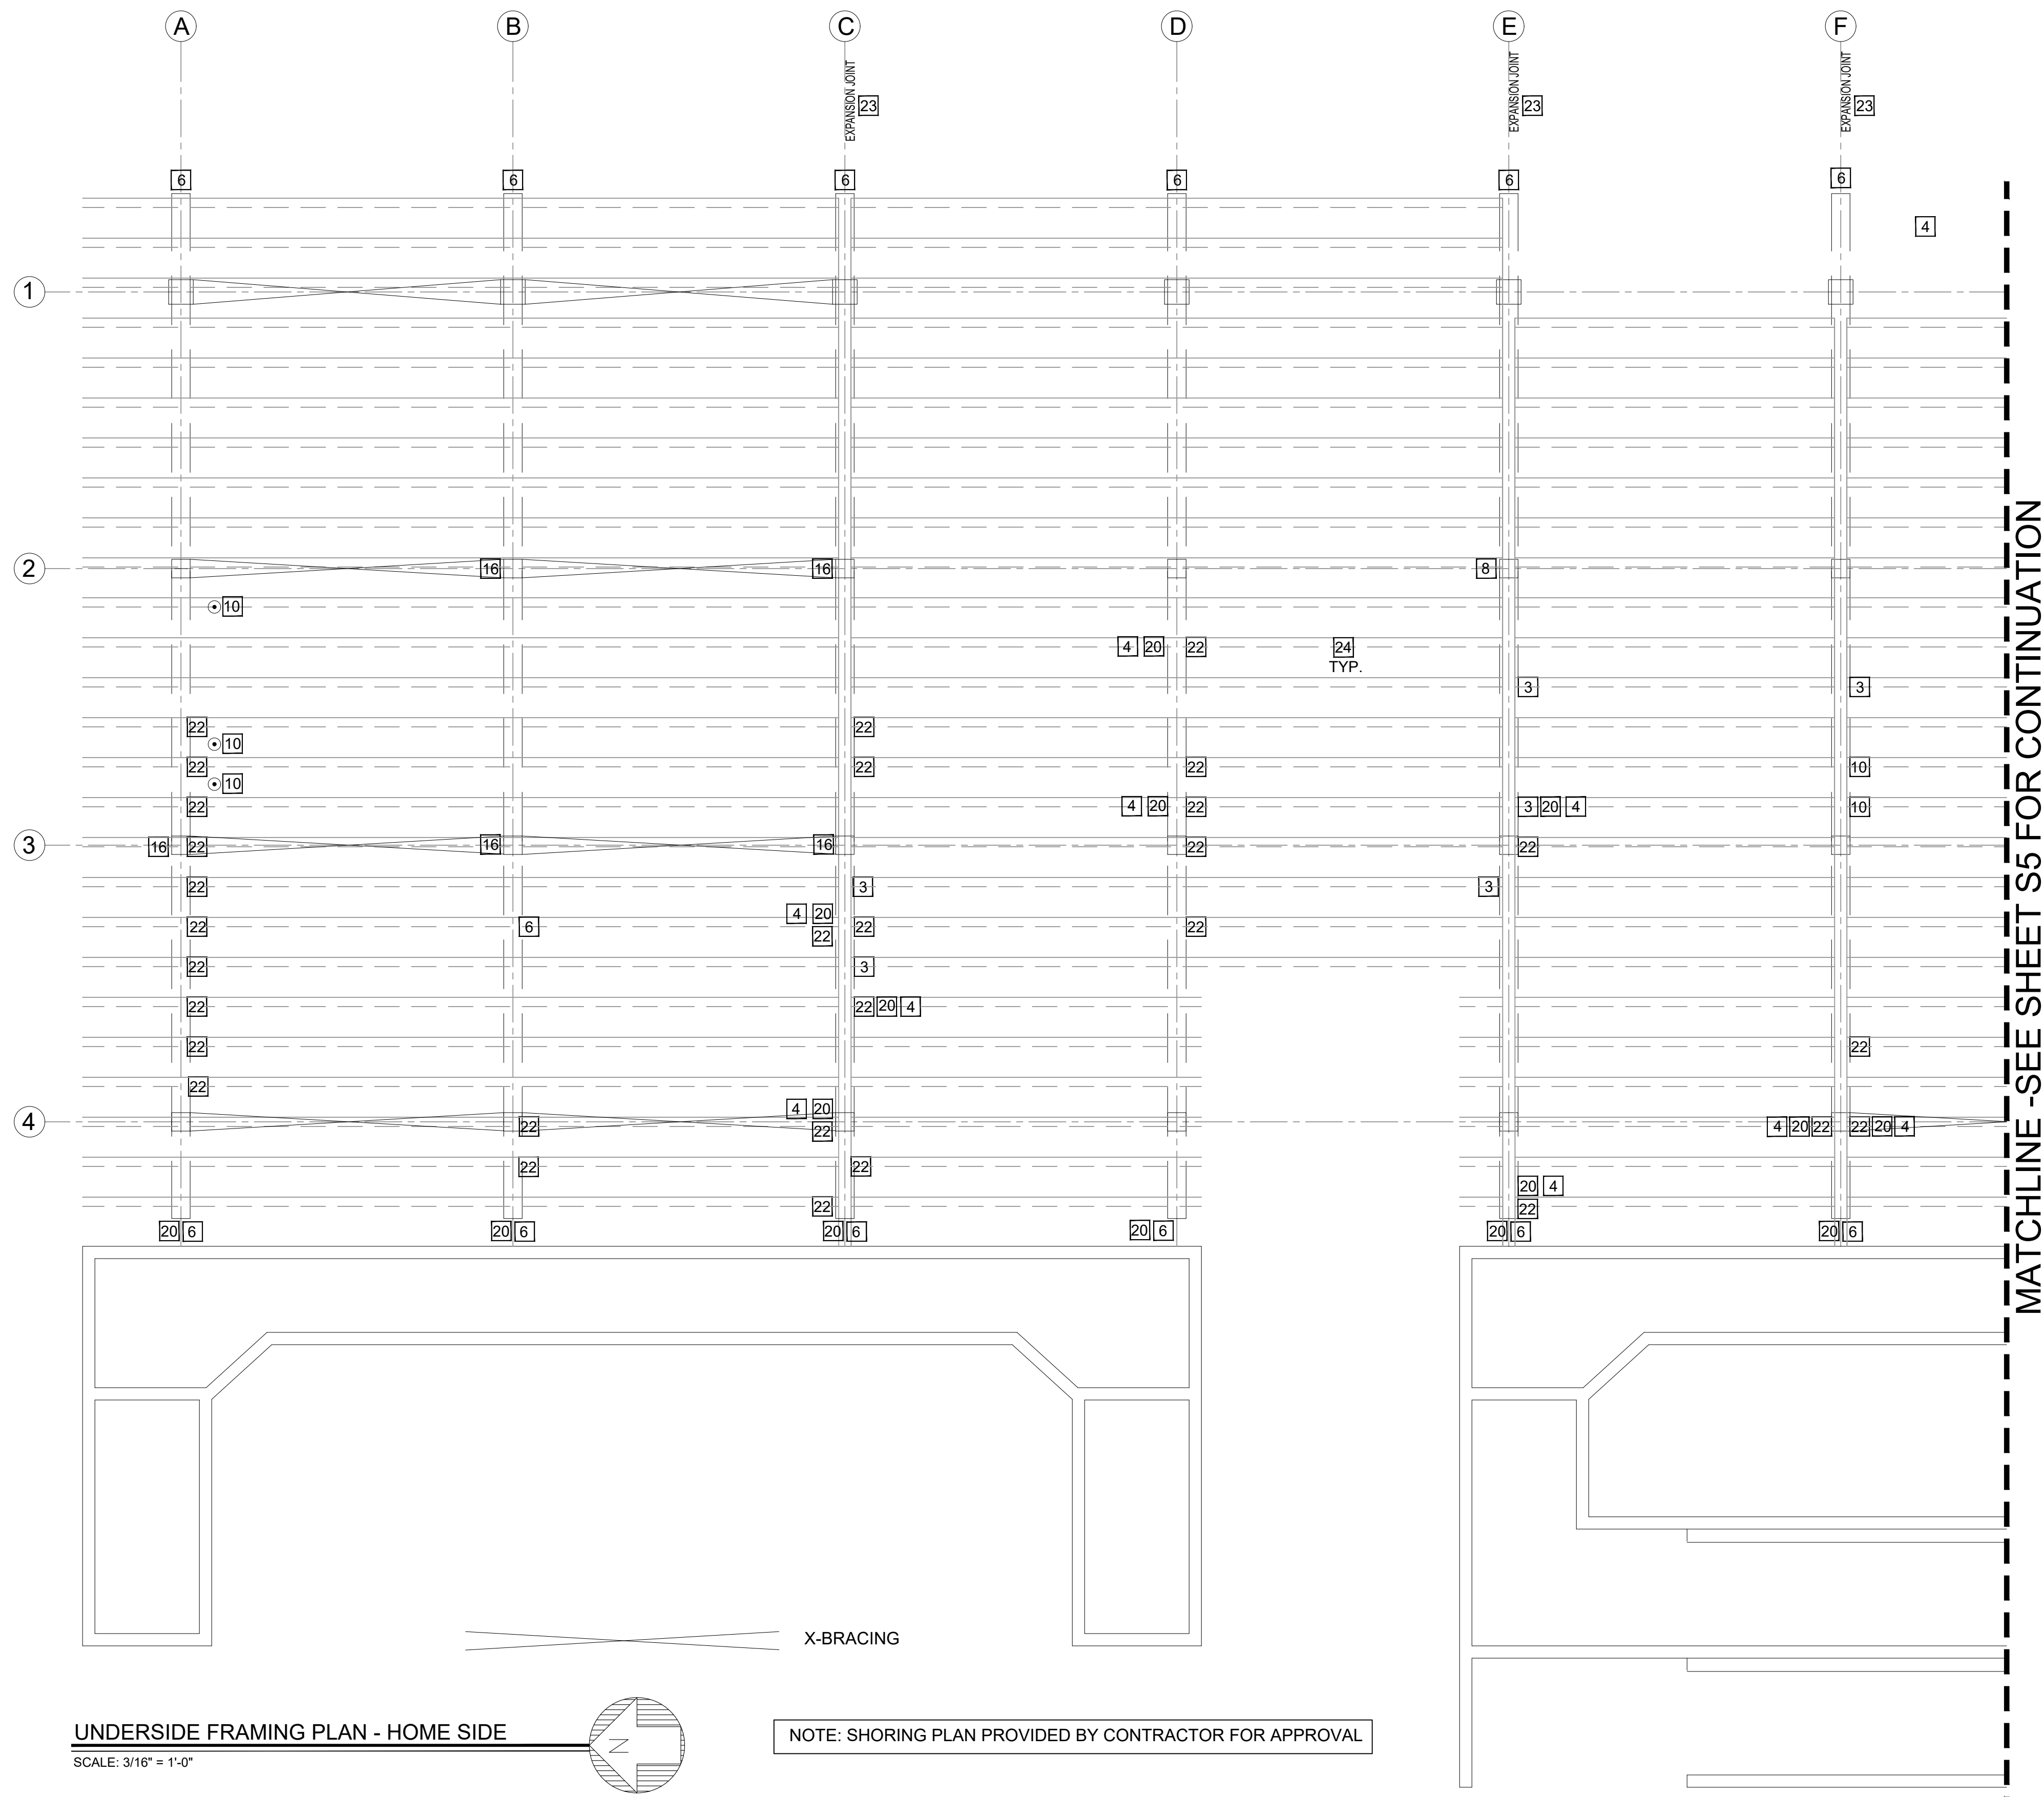 A B C D E F
EXPANSION JOINT
23
EXPANSION JOINT
23
EXPANSION JOINT
23
6 6 6 6 6 6
4
1
2
16 16 8
10
4 20 22 24
TYP.
3 3
22 22
10
22 22 22 10
10
22 4 20 22 3 20 4 10
3
16 22 16 16 22 22
22 3 3
4 20
22 6 22 22
22
22 3
22 22 20 4
22 22
22
4 20
4
22 22 4 20 22 22 20 4
22 22
20 4
22 22
20 6 20 6 20 6 20 6 20 6 20 6
MATCHLINE -SEE SHEET S5 FOR CONTINUATION
X-BRACING
UNDERSIDE FRAMING PLAN - HOME SIDE
SCALE: 3/16" = 1'-0"
N
NOTE: SHORING PLAN PROVIDED BY CONTRACTOR FOR APPROVAL